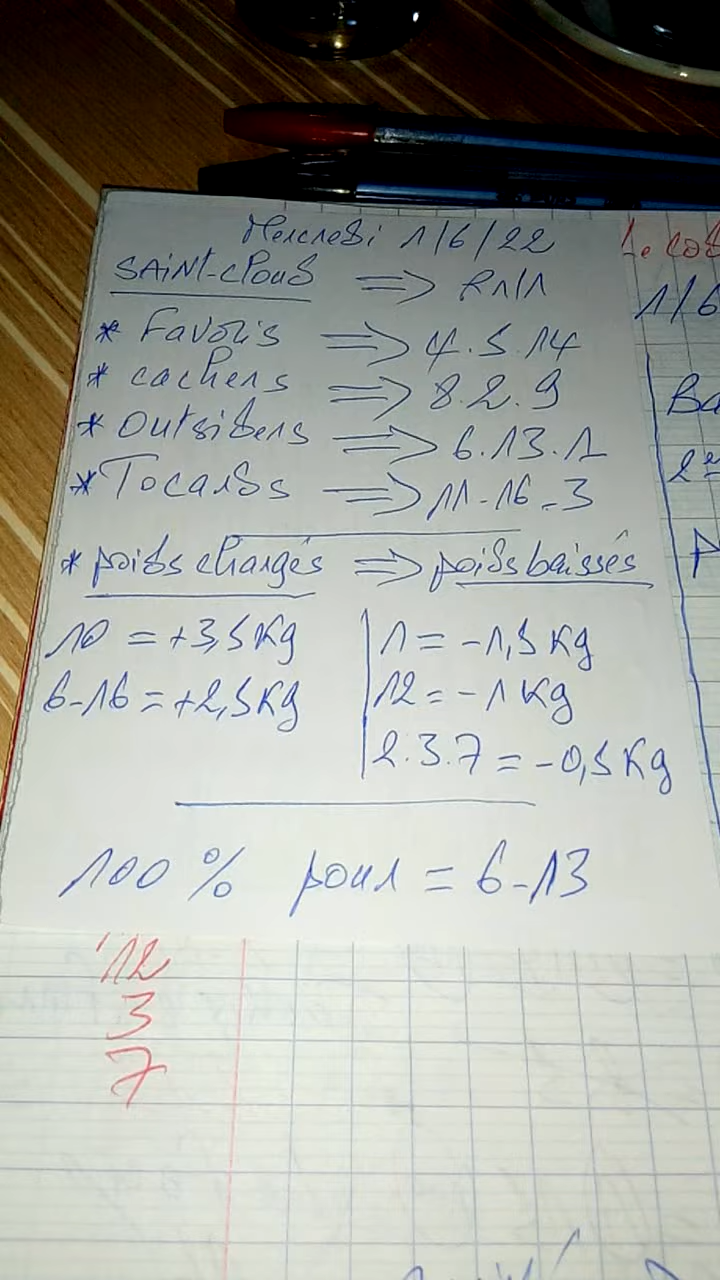 Mercredi 1/6/22
SAINT-CLOUD => R1/1
* Favoris => 4.5.14
* cachers => 8.2.9
* Outsiders => 6.13.1
* Tocards => 11-16-3
* poids chargés => poids baissés
10 = +3,5 Kg
1 = -1,5 Kg
6-16 = +2,5 Kg
12 = -1 Kg
2.3.7 = -0,5 Kg
100 % pour = 6-13
12
3
7
1/6
Ba